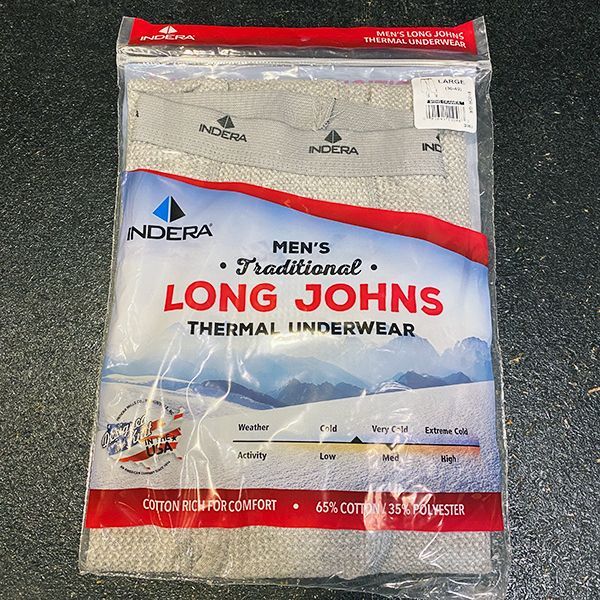 INDERA
MEN'S LONG JOHNS
THERMAL UNDERWEAR
LARGE
INDERA
INDERA
IND
INDERA®
MEN'S
• Traditional •
LONG JOHNS
THERMAL UNDERWEAR
Weather Cold Very Cold Extreme Cold
Activity Low Med High
USA
COTTON RICH FOR COMFORT • 65% COTTON / 35% POLYESTER